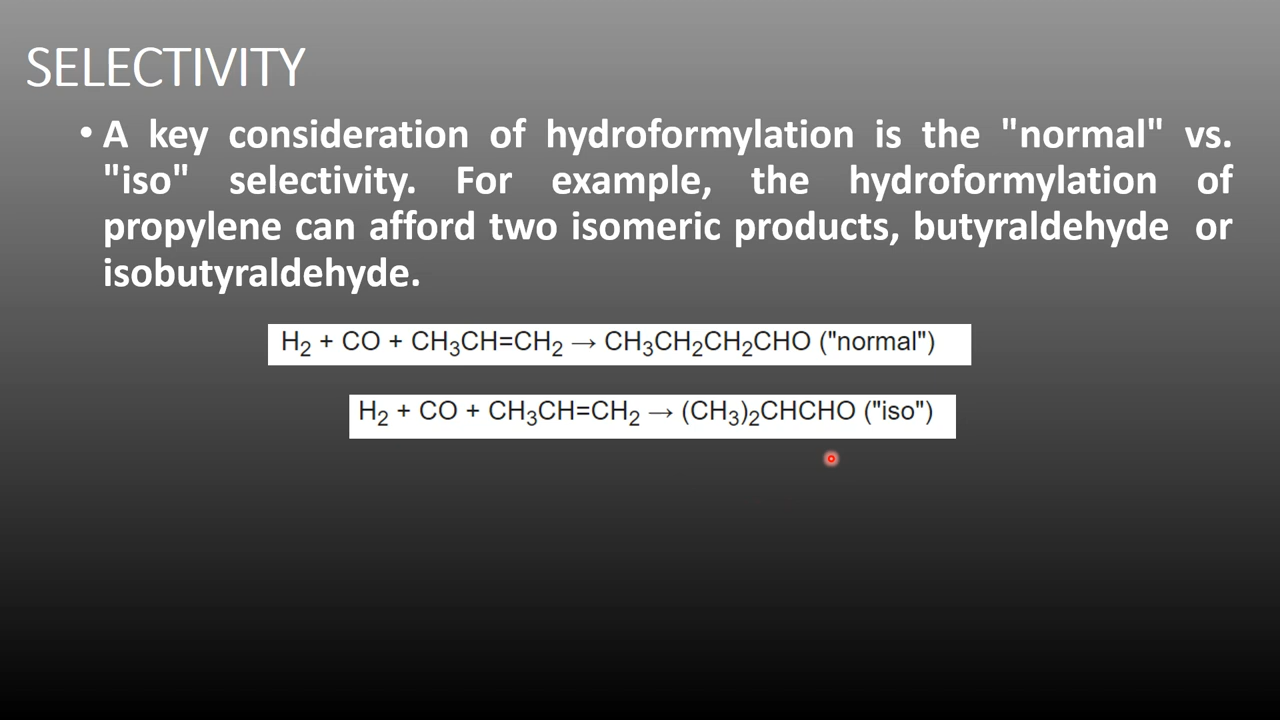 SELECTIVITY
• A key consideration of hydroformylation is the "normal" vs.
"iso" selectivity. For example, the hydroformylation of
propylene can afford two isomeric products, butyraldehyde or
isobutyraldehyde.
H₂ + CO + CH₃CH=CH₂ → CH₃CH₂CH₂CHO ("normal")
H₂ + CO + CH₃CH=CH₂ → (CH₃)₂CHCHO ("iso")